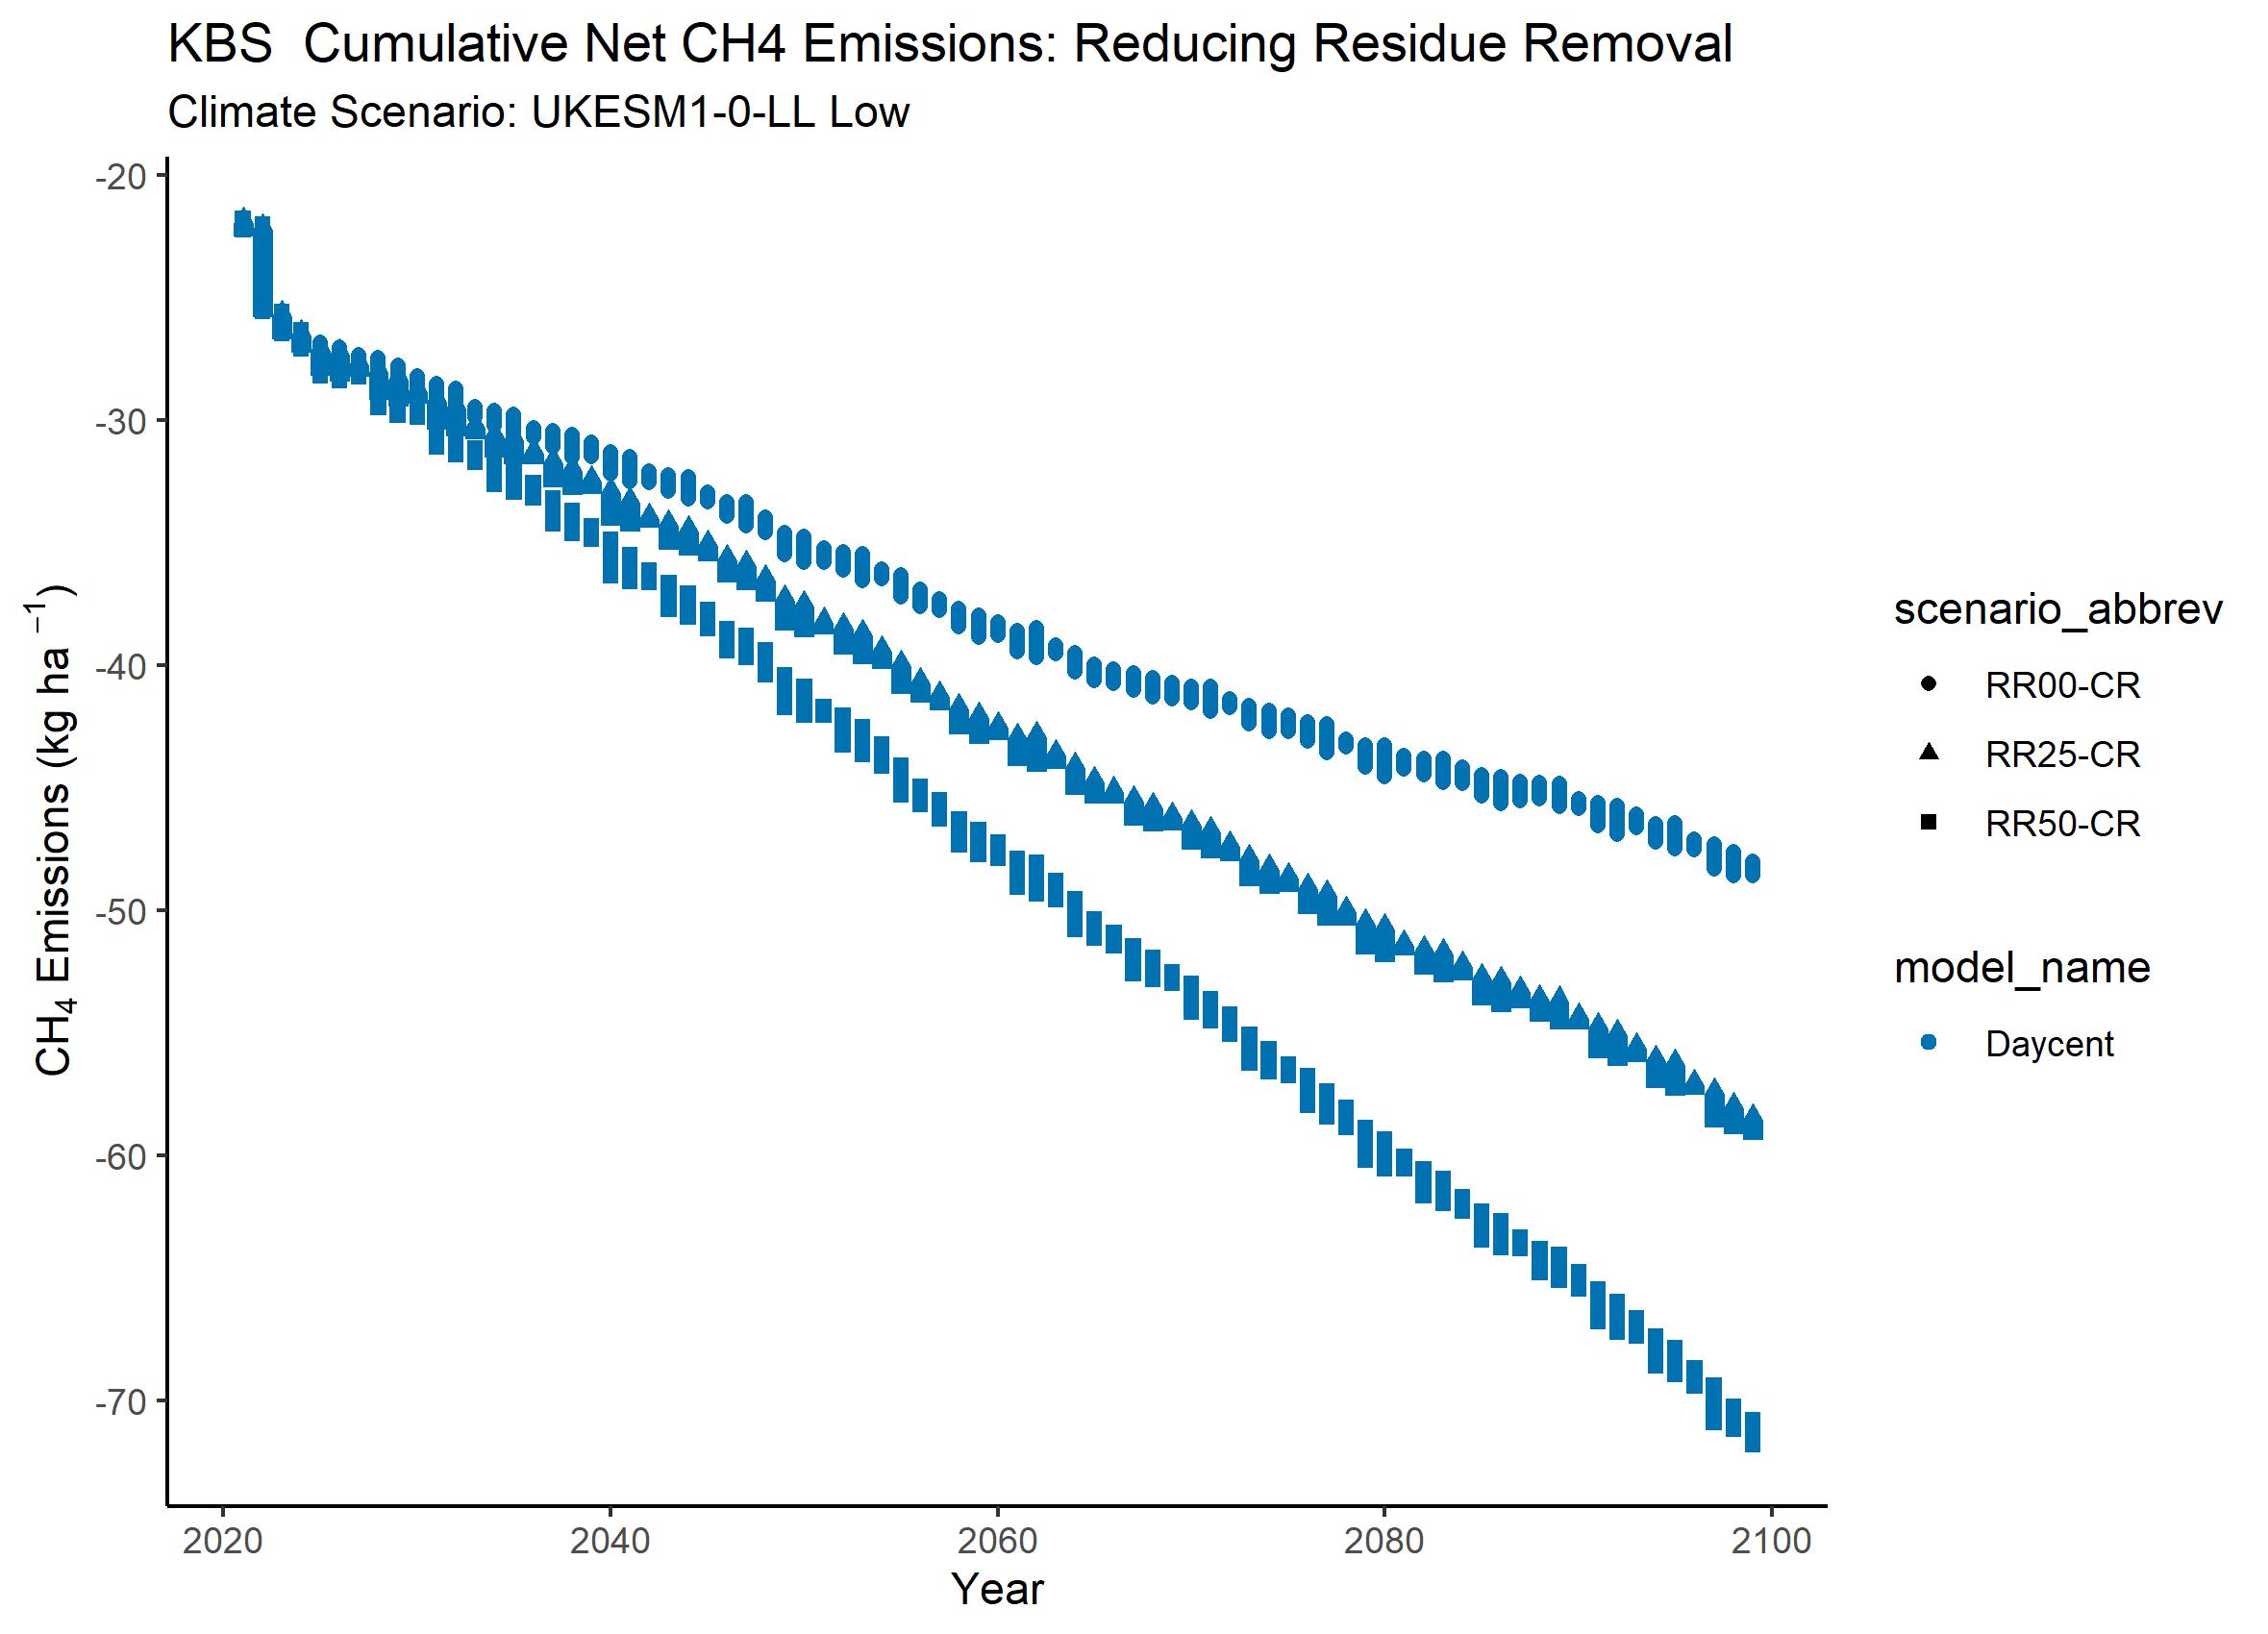 KBS  Cumulative Net CH4 Emissions: Reducing Residue Removal
Climate Scenario: UKESM1-0-LL Low
-20
-30
-40
-50
-60
-70
CH₄ Emissions (kg ha ⁻¹)
2020 2040 2060 2080 2100
Year
scenario_abbrev
RR00-CR
RR25-CR
RR50-CR
model_name
Daycent